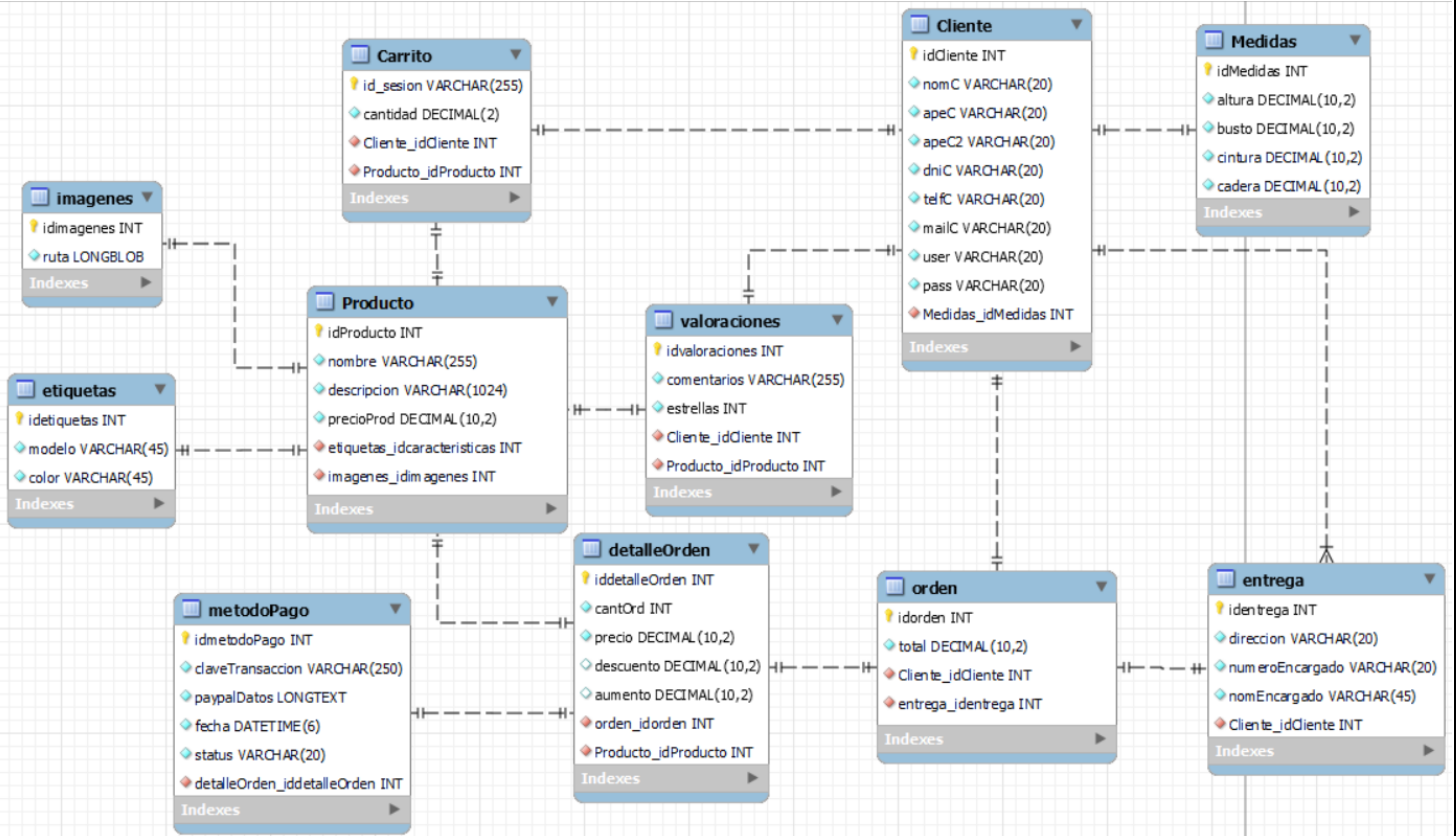 Carrito
id_sesion VARCHAR(255)
cantidad DECIMAL(2)
Cliente_idCliente INT
Producto_idProducto INT
Indexes
Cliente
idCliente INT
nomC VARCHAR(20)
apeC VARCHAR(20)
apeC2 VARCHAR(20)
dniC VARCHAR(20)
telfC VARCHAR(20)
mailC VARCHAR(20)
user VARCHAR(20)
pass VARCHAR(20)
Medidas_idMedidas INT
Indexes
Medidas
idMedidas INT
altura DECIMAL(10,2)
busto DECIMAL(10,2)
cintura DECIMAL(10,2)
cadera DECIMAL(10,2)
Indexes
imagenes
idimagenes INT
ruta LONGBLOB
Indexes
Producto
idProducto INT
nombre VARCHAR(255)
descripcion VARCHAR(1024)
precioProd DECIMAL(10,2)
etiquetas_idcaracteristicas INT
imagenes_idimagenes INT
Indexes
valoraciones
idvaloraciones INT
comentarios VARCHAR(255)
estrellas INT
Cliente_idCliente INT
Producto_idProducto INT
Indexes
etiquetas
idetiquetas INT
modelo VARCHAR(45)
color VARCHAR(45)
Indexes
metodoPago
idmetodoPago INT
claveTransaccion VARCHAR(250)
paypalDatos LONGTEXT
fecha DATETIME(6)
status VARCHAR(20)
detalleOrden_iddetalleOrden INT
Indexes
detalleOrden
iddetalleOrden INT
cantOrd INT
precio DECIMAL(10,2)
descuento DECIMAL(10,2)
aumento DECIMAL(10,2)
orden_idorden INT
Producto_idProducto INT
Indexes
orden
idorden INT
total DECIMAL(10,2)
Cliente_idCliente INT
entrega_identrega INT
Indexes
entrega
identrega INT
direccion VARCHAR(20)
numeroEncargado VARCHAR(20)
nomEncargado VARCHAR(45)
Cliente_idCliente INT
Indexes